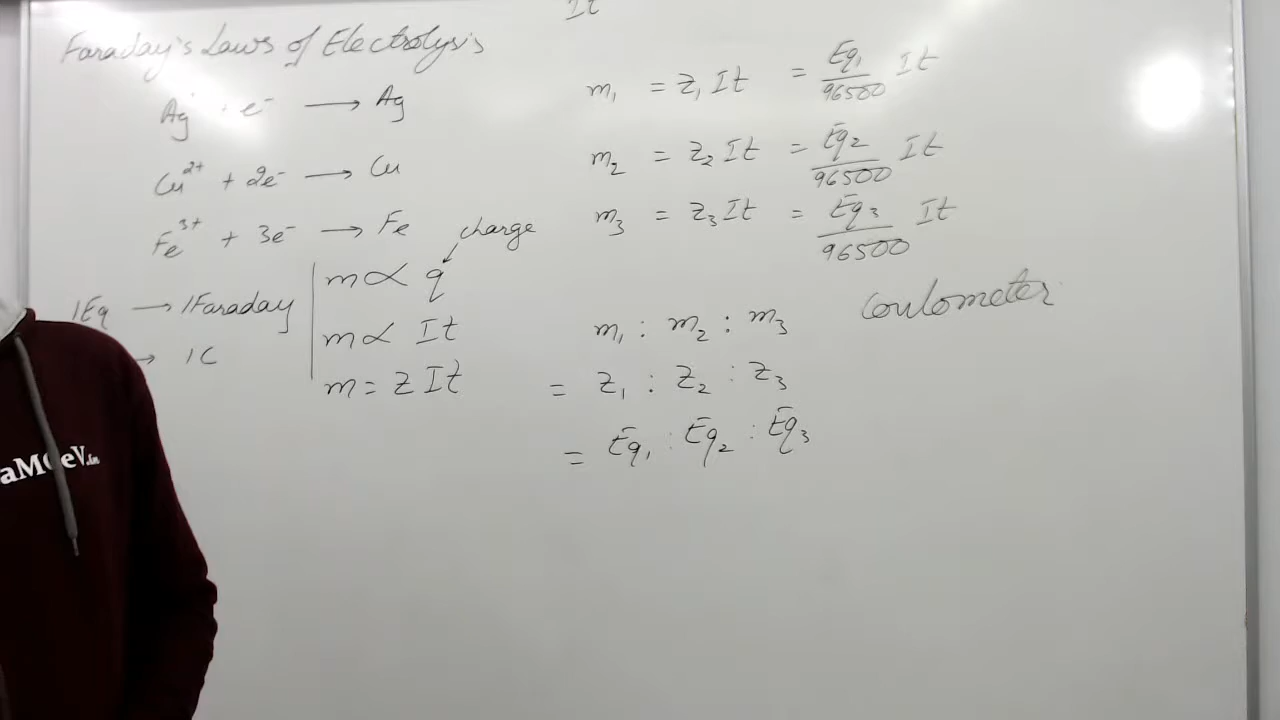 It
Faraday's Laws of Electrolysis
Ag + e⁻ → Ag
Cu²⁺ + 2e⁻ → Cu
Fe³⁺ + 3e⁻ → Fe
charge
1Eq → 1Faraday
→ 1C
m ∝ q
m ∝ It
m = Z It
m₁ = Z₁ It = Eq₁/96500 It
m₂ = Z₂ It = Eq₂/96500 It
m₃ = Z₃ It = Eq₃/96500 It
m₁ : m₂ : m₃
= Z₁ : Z₂ : Z₃
= Eq₁ : Eq₂ : Eq₃
Coulometer